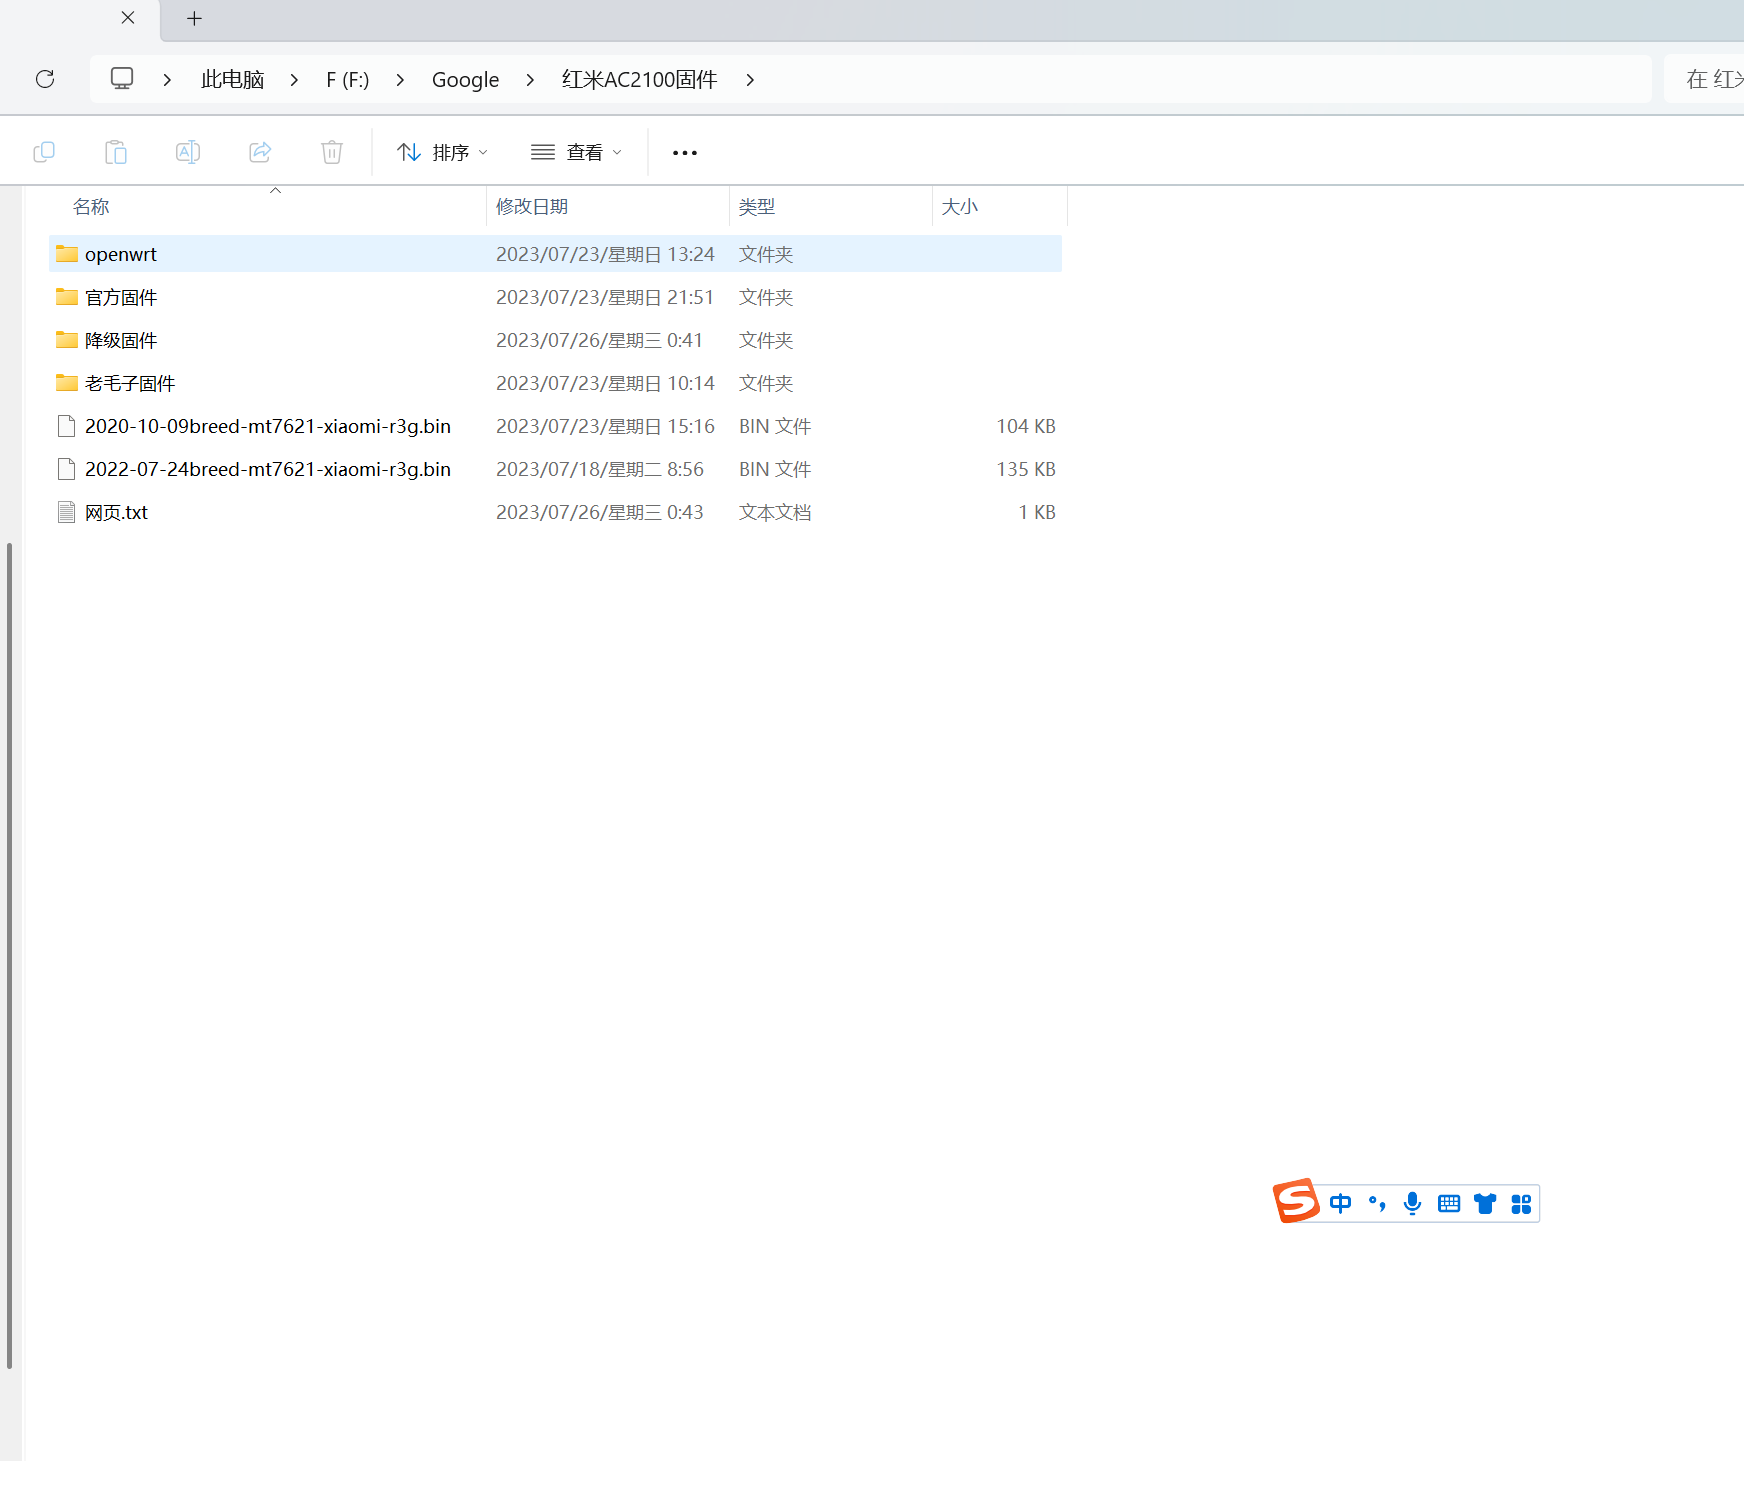 此电脑 F (F:) Google 红米AC2100固件
在 红米
排序 查看
名称 修改日期 类型 大小
openwrt 2023/07/23/星期日 13:24 文件夹
官方固件 2023/07/23/星期日 21:51 文件夹
降级固件 2023/07/26/星期三 0:41 文件夹
老毛子固件 2023/07/23/星期日 10:14 文件夹
2020-10-09breed-mt7621-xiaomi-r3g.bin 2023/07/23/星期日 15:16 BIN 文件 104 KB
2022-07-24breed-mt7621-xiaomi-r3g.bin 2023/07/18/星期二 8:56 BIN 文件 135 KB
网页.txt 2023/07/26/星期三 0:43 文本文档 1 KB
S 中